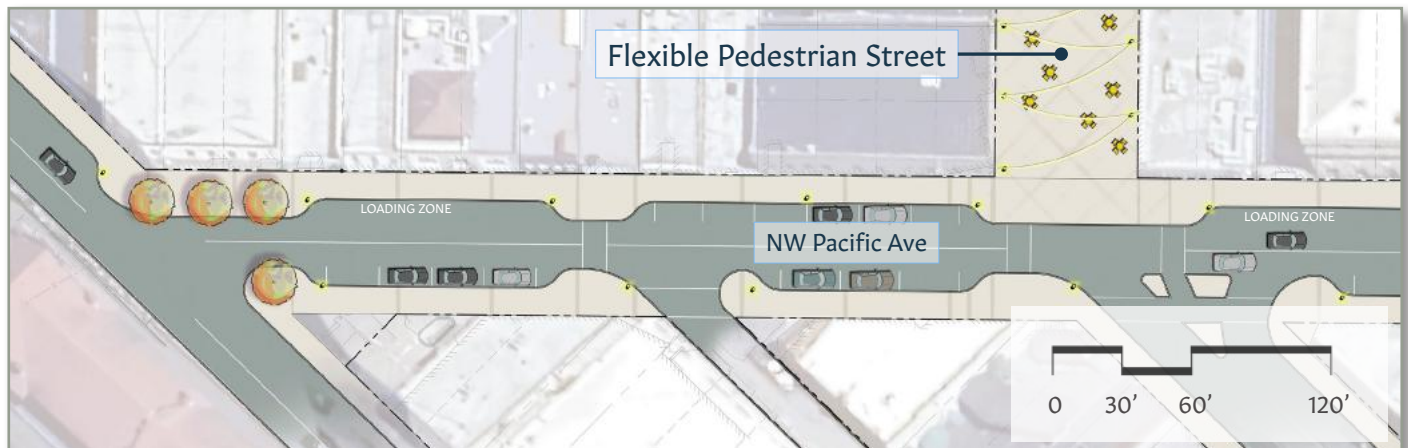 Flexible Pedestrian Street
LOADING ZONE
LOADING ZONE
NW Pacific Ave
0 30’ 60’ 120’